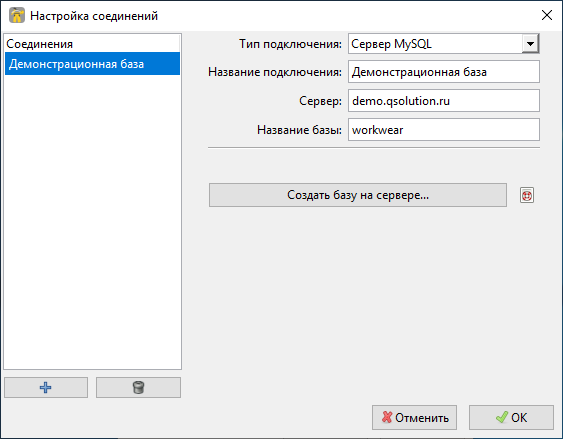 Настройка соединений
Соединения
Демонстрационная база
Тип подключения: Сервер MySQL
Название подключения: Демонстрационная база
Сервер: demo.qsolution.ru
Название базы: workwear
Создать базу на сервере...
Отменить
OK